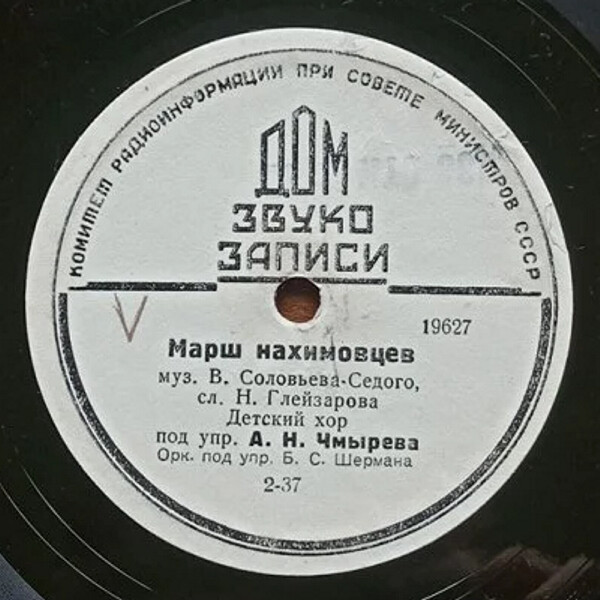 КОМИТЕТ РАДИОИНФОРМАЦИИ ПРИ СОВЕТЕ МИНИСТРОВ СССР
ДОМ
ЗВУКО
ЗАПИСИ
V
19627
Марш нахимовцев
муз. В. Соловьева-Седого,
сл. Н. Глейзарова
Детский хор
под упр. А. Н. Чмырева
Орк. под упр. Б. С. Шермана
2-37